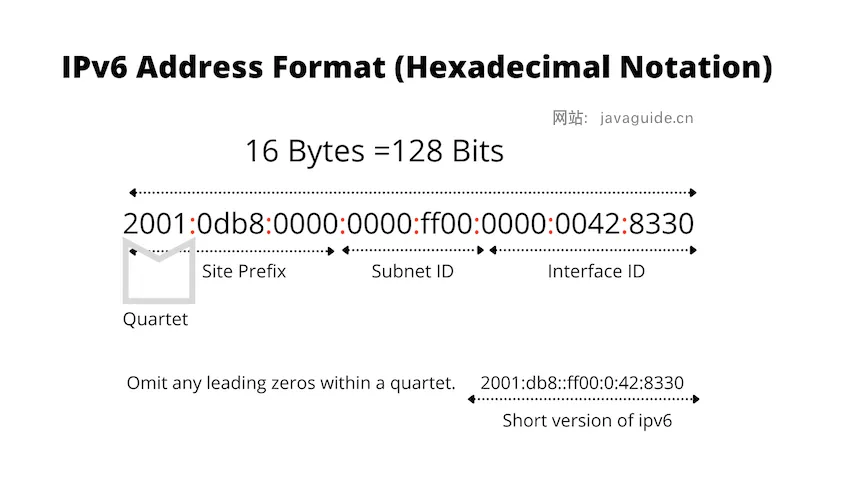 IPv6 Address Format (Hexadecimal Notation)
网站: javaguide.cn
16 Bytes =128 Bits
2001:0db8:0000:0000:ff00:0000:0042:8330
Site Prefix Subnet ID Interface ID
Quartet
Omit any leading zeros within a quartet. 2001:db8::ff00:0:42:8330
Short version of ipv6